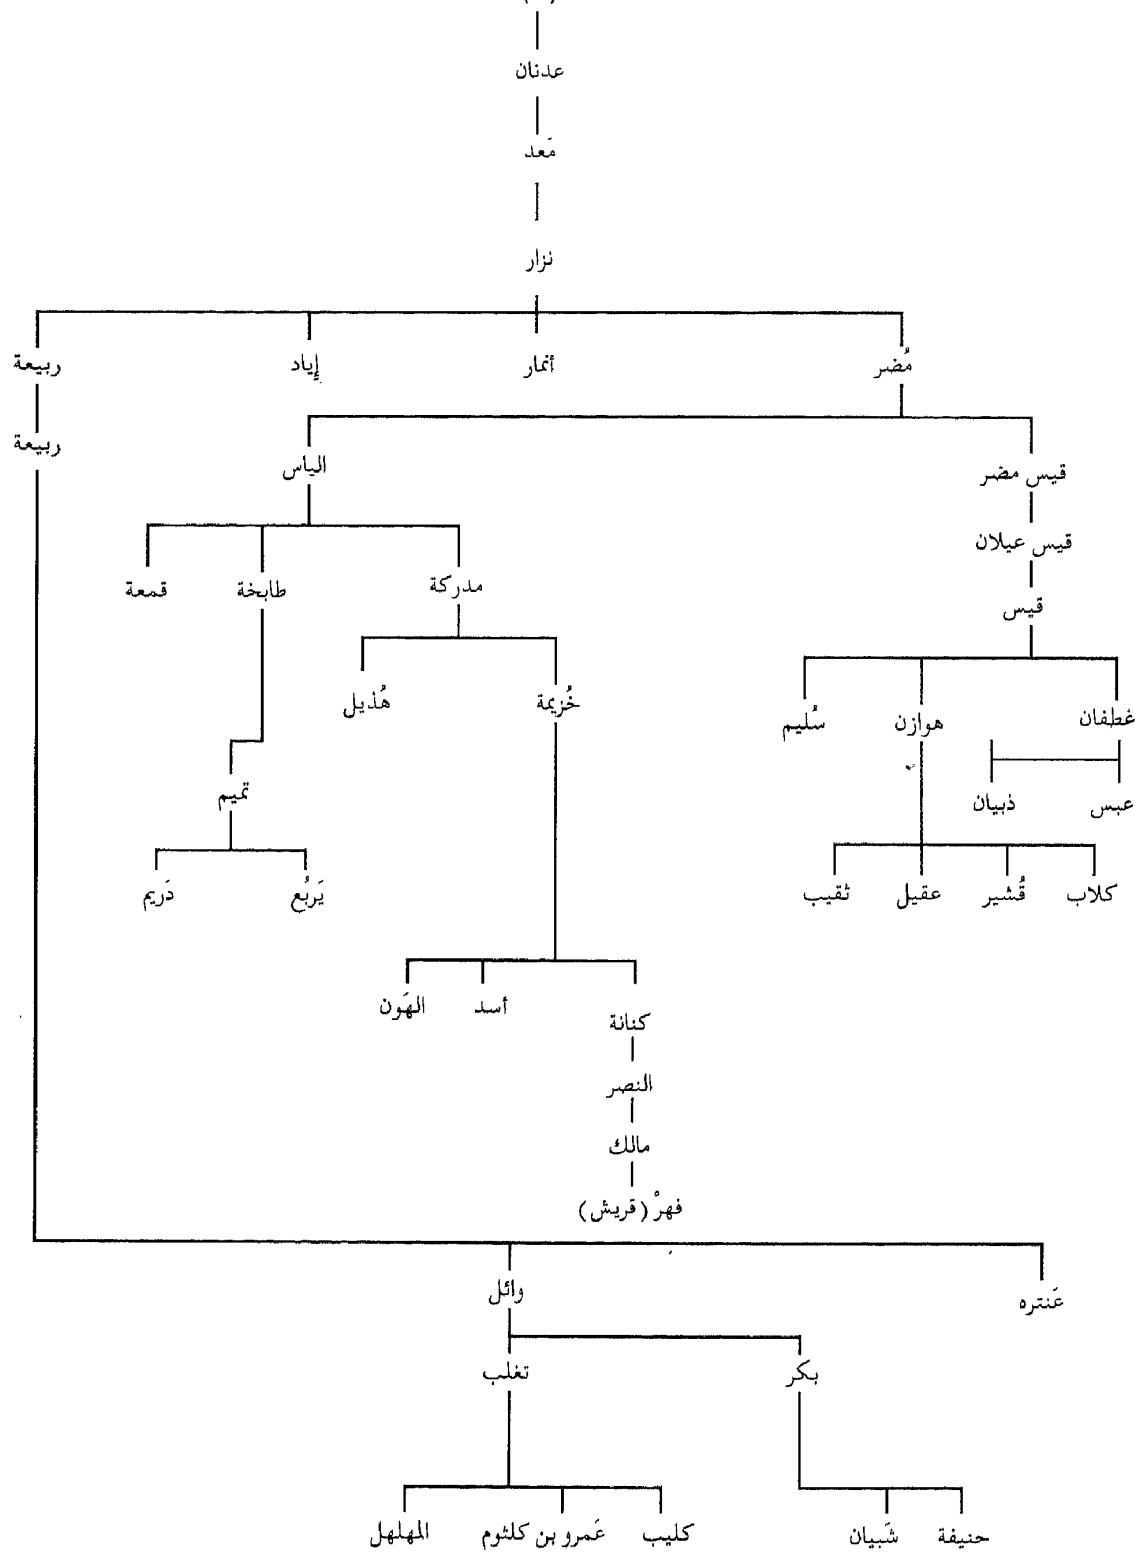 عدنان
مَعد
نزار
مُضر أنمار إياد ربيعة
ربيعة
الياس
قيس مضر
قيس عيلان
مدركة طابخة قمعة
قيس
خُزيمة هُذيل
غطفان هوازن سُليم
تميم
عبس ذبيان
كلاب قُشير عقيل ثقيب
يَربُع دَريم
أسد الهَون
كنانة
النصر
مالك
فهرْ (قريش)
وائل
عَنتره
بكر تغلب
حنيفة شَبيان كليب عَمرو بن كلثوم المهلهل